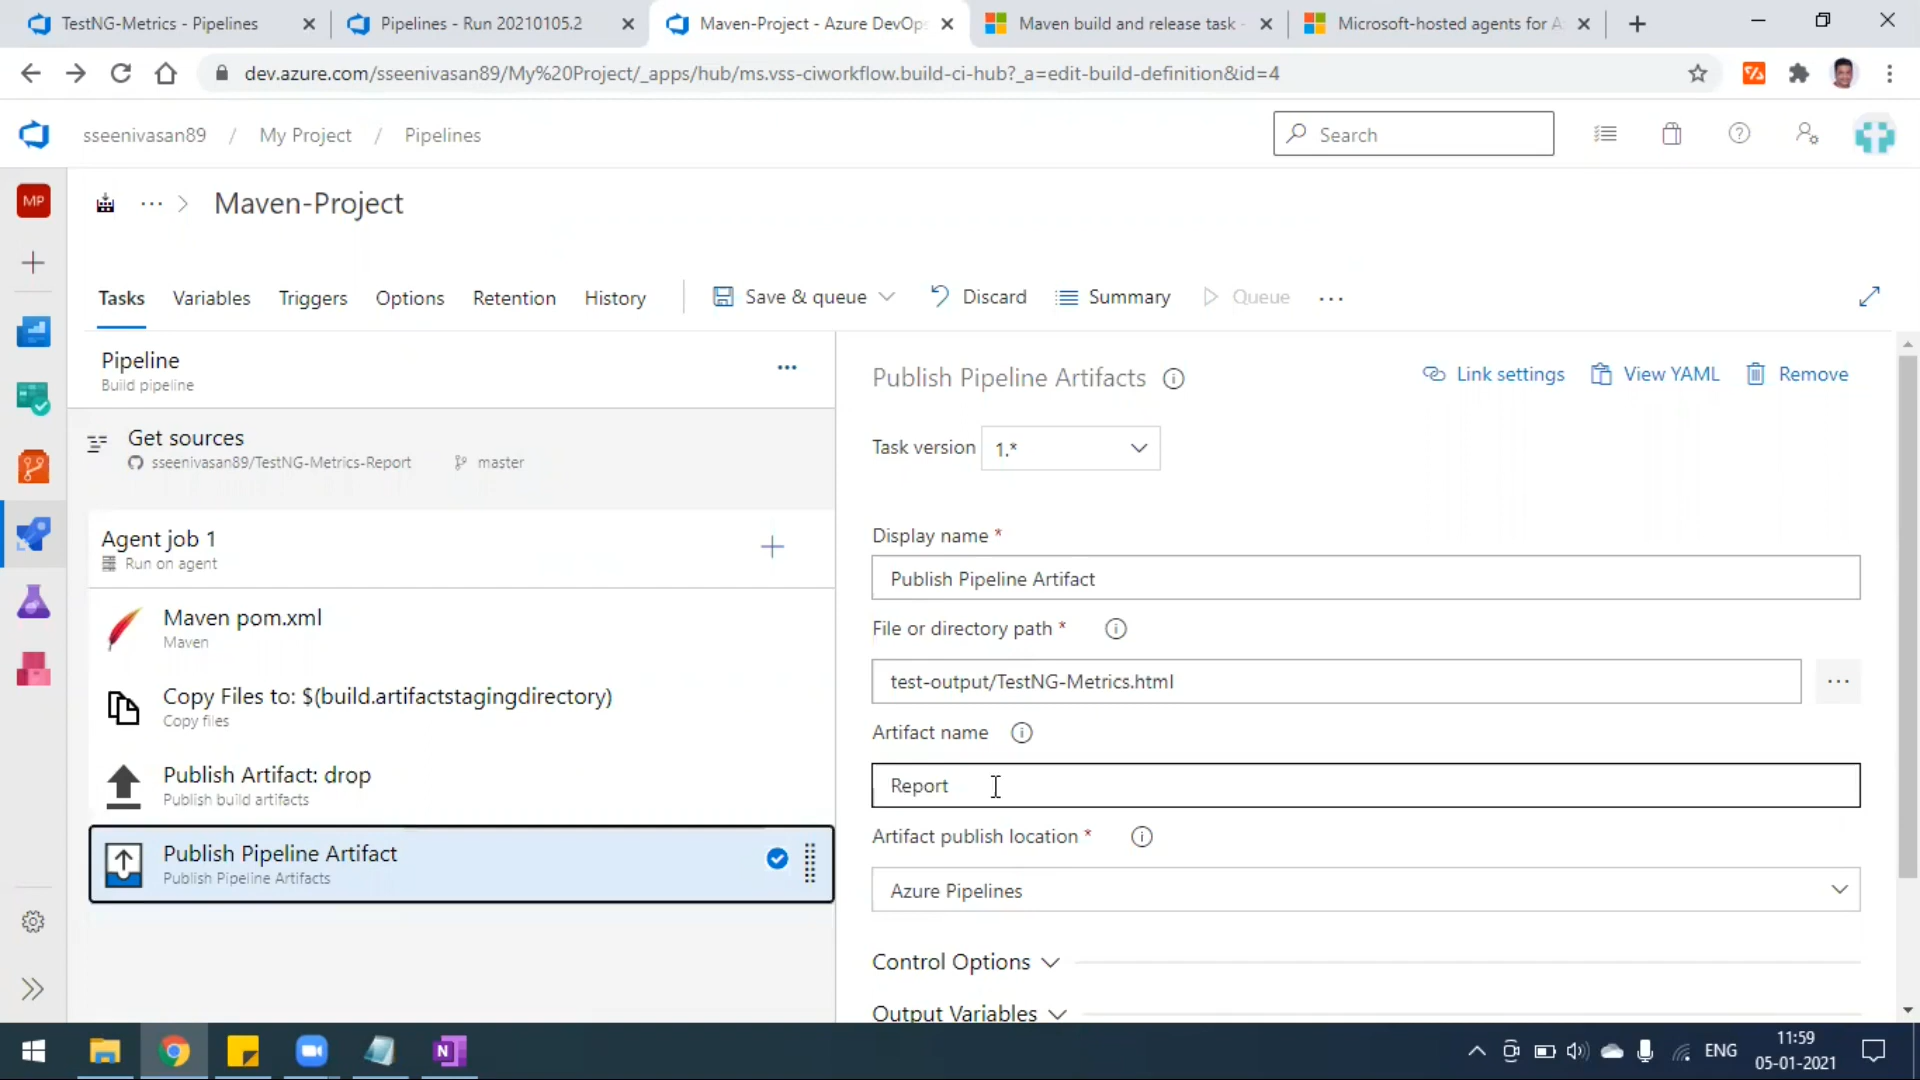 TestNG-Metrics - Pipelines
Pipelines - Run 20210105.2
Maven-Project - Azure DevOps
Maven build and release task -
Microsoft-hosted agents for A
dev.azure.com/sseenivasan89/My%20Project/_apps/hub/ms.vss-ciworkflow.build-ci-hub?_a=edit-build-definition&id=4
sseenivasan89 / My Project / Pipelines
Search
MP
Maven-Project
Tasks Variables Triggers Options Retention History
Save & queue Discard Summary Queue
Pipeline
Build pipeline
Get sources
sseenivasan89/TestNG-Metrics-Report master
Agent job 1
Run on agent
Maven pom.xml
Maven
Copy Files to: $(build.artifactstagingdirectory)
Copy files
Publish Artifact: drop
Publish build artifacts
Publish Pipeline Artifact
Publish Pipeline Artifacts
Publish Pipeline Artifacts
Link settings View YAML Remove
Task version 1.*
Display name *
Publish Pipeline Artifact
File or directory path *
test-output/TestNG-Metrics.html
Artifact name
Report
Artifact publish location *
Azure Pipelines
Control Options
Output Variables
N
ENG
11:59
05-01-2021